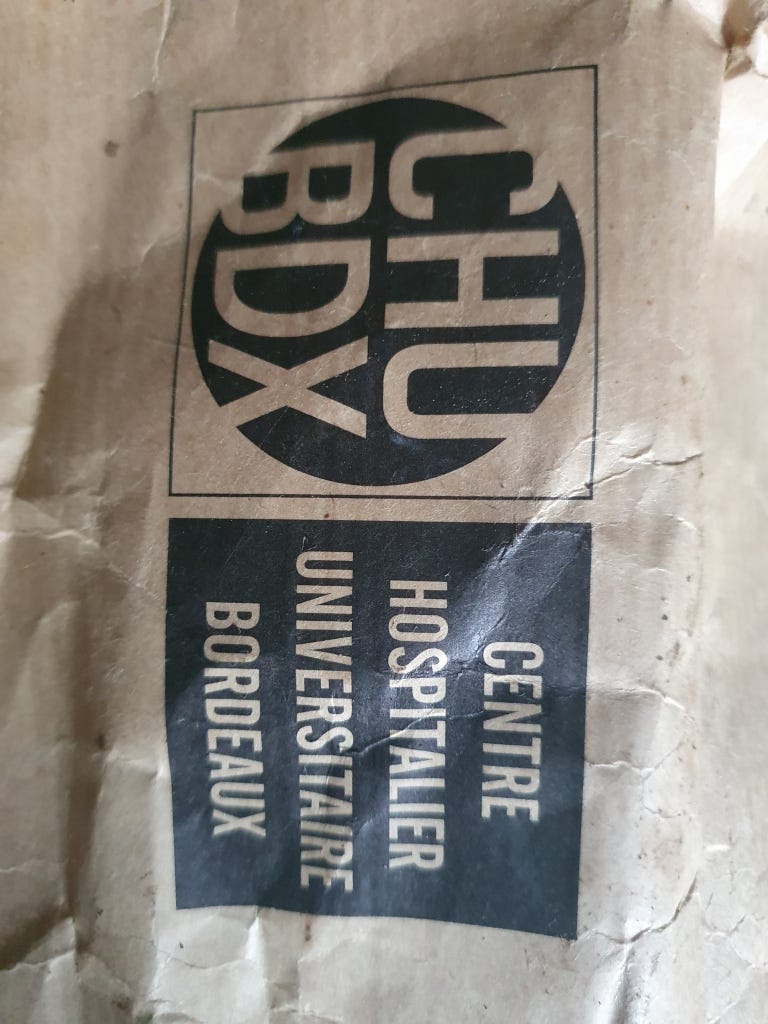 CHU
BDX
CENTRE
HOSPITALIER
UNIVERSITAIRE
BORDEAUX